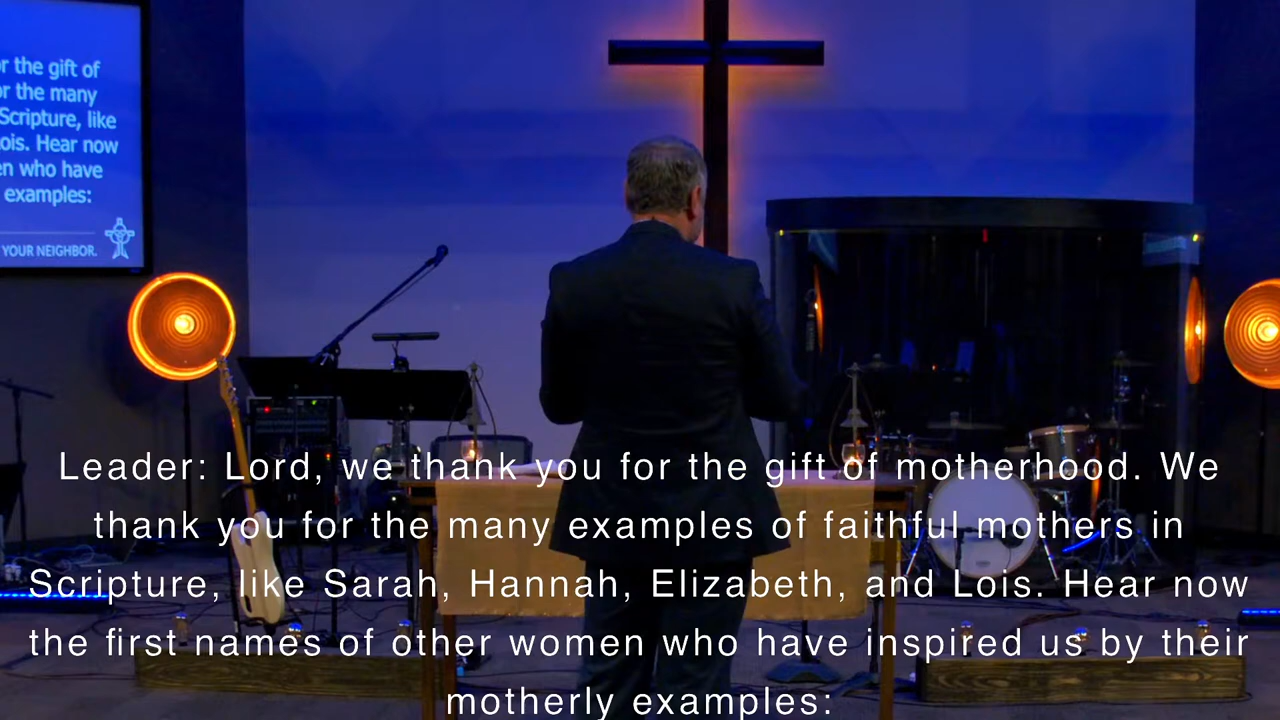 r the gift of
or the many
Scripture, like
ois. Hear now
en who have
examples:
YOUR NEIGHBOR.
Leader: Lord, we thank you for the gift of motherhood. We
thank you for the many examples of faithful mothers in
Scripture, like Sarah, Hannah, Elizabeth, and Lois. Hear now
the first names of other women who have inspired us by their
motherly examples: